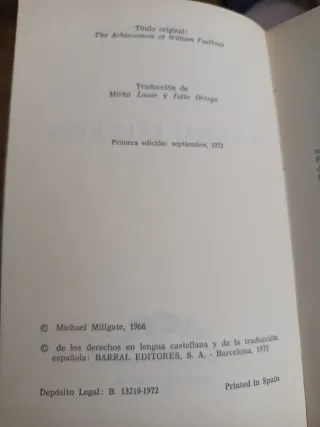 Título original:
The Achievement of William Faulkner
Traducción de
Mirko Lauer y Julio Ortega
Primera edición: septiembre, 1972
© Michael Millgate, 1966
© de los derechos en lengua castellana y de la traducción
española: BARRAL EDITORES, S. A. - Barcelona, 1971
Depósito Legal: B. 13219-1972
Printed in Spain